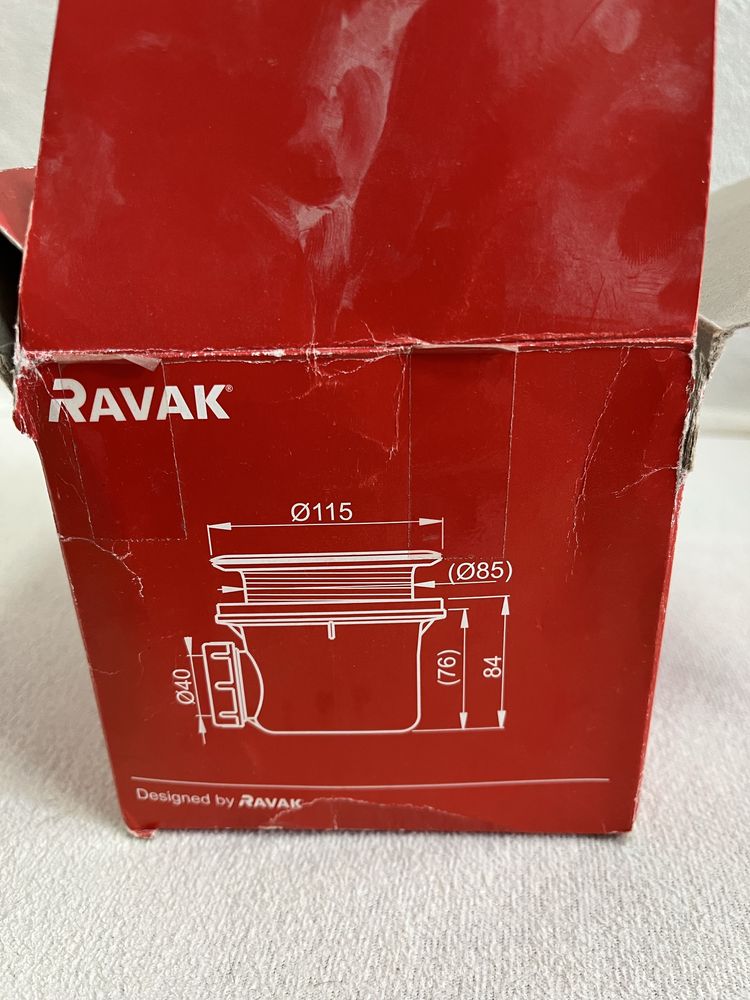 RAVAK®
Ø115
(Ø85)
Ø40
(76)
84
Designed by RAVAK